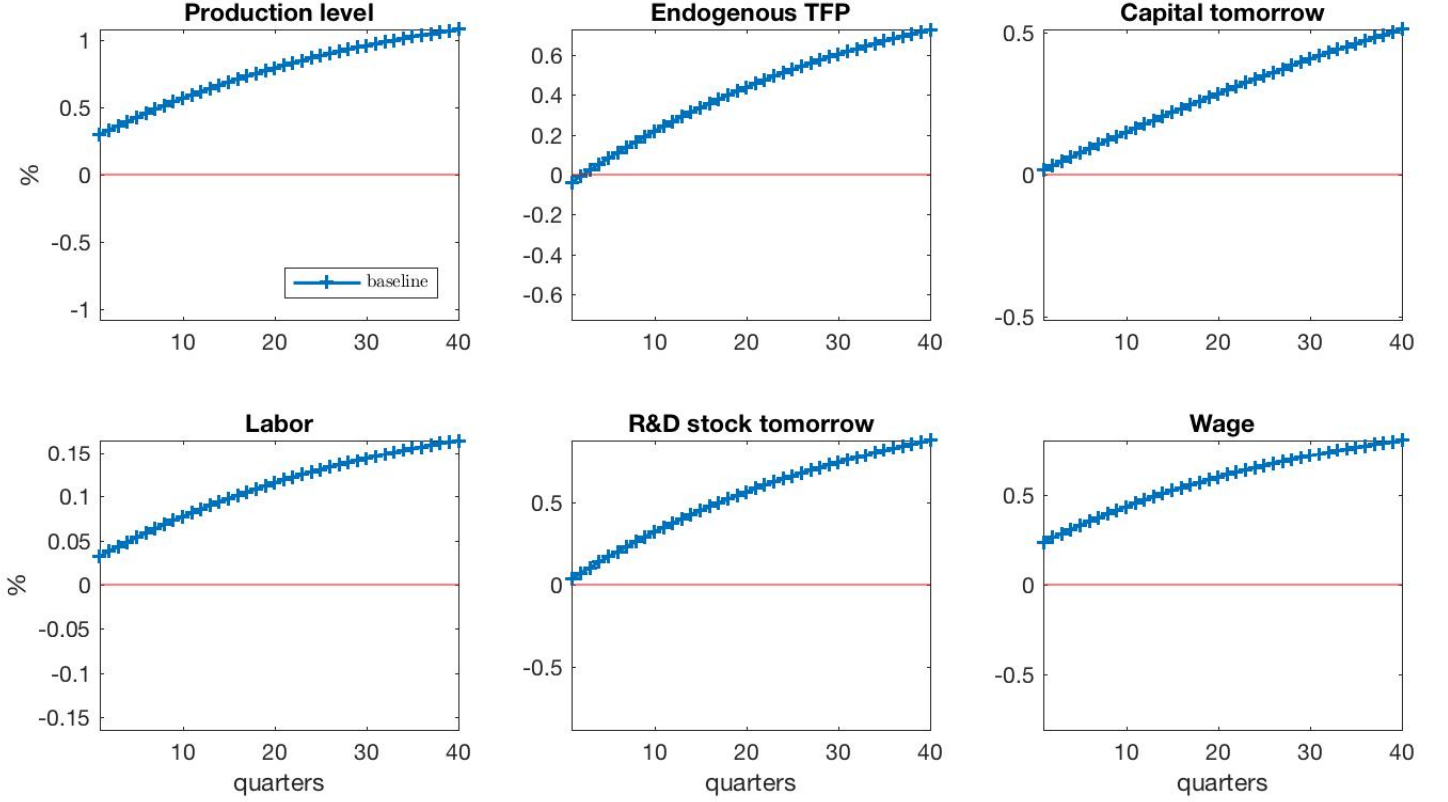 Production level
1
0.5
0
-0.5
-1
%
baseline
10 20 30 40
Endogenous TFP
0.6
0.4
0.2
0
-0.2
-0.4
-0.6
10 20 30 40
Capital tomorrow
0.5
0
-0.5
10 20 30 40
Labor
0.15
0.1
0.05
0
-0.05
-0.1
-0.15
%
10 20 30 40
quarters
R&D stock tomorrow
0.5
0
-0.5
10 20 30 40
quarters
Wage
0.5
0
-0.5
10 20 30 40
quarters